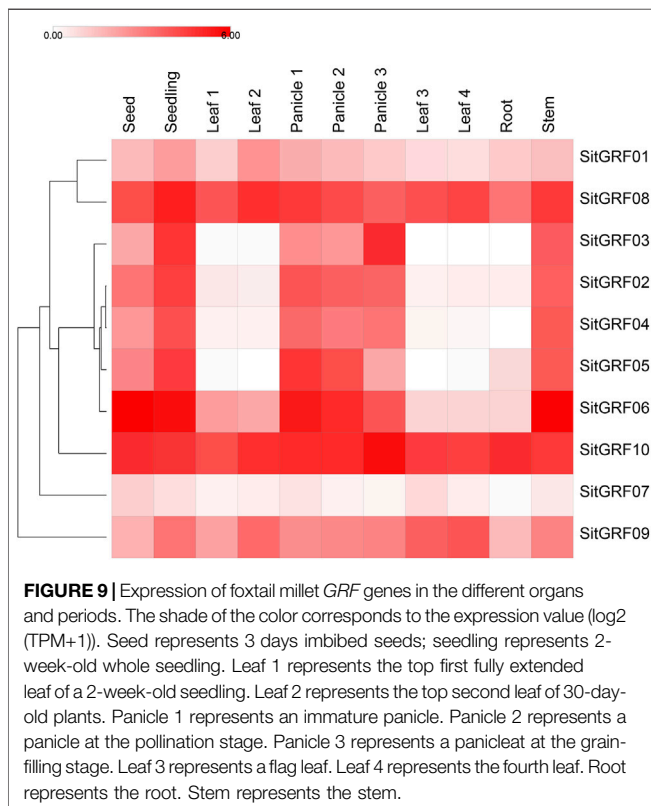 0.00 6.00
Seed Seedling Leaf 1 Leaf 2 Panicle 1 Panicle 2 Panicle 3 Leaf 3 Leaf 4 Root Stem
SitGRF01
SitGRF08
SitGRF03
SitGRF02
SitGRF04
SitGRF05
SitGRF06
SitGRF10
SitGRF07
SitGRF09
FIGURE 9 | Expression of foxtail millet GRF genes in the different organs
and periods. The shade of the color corresponds to the expression value (log2
(TPM+1)). Seed represents 3 days imbibed seeds; seedling represents 2-
week-old whole seedling. Leaf 1 represents the top first fully extended
leaf of a 2-week-old seedling. Leaf 2 represents the top second leaf of 30-day-
old plants. Panicle 1 represents an immature panicle. Panicle 2 represents a
panicle at the pollination stage. Panicle 3 represents a panicleat at the grain-
filling stage. Leaf 3 represents a flag leaf. Leaf 4 represents the fourth leaf. Root
represents the root. Stem represents the stem.